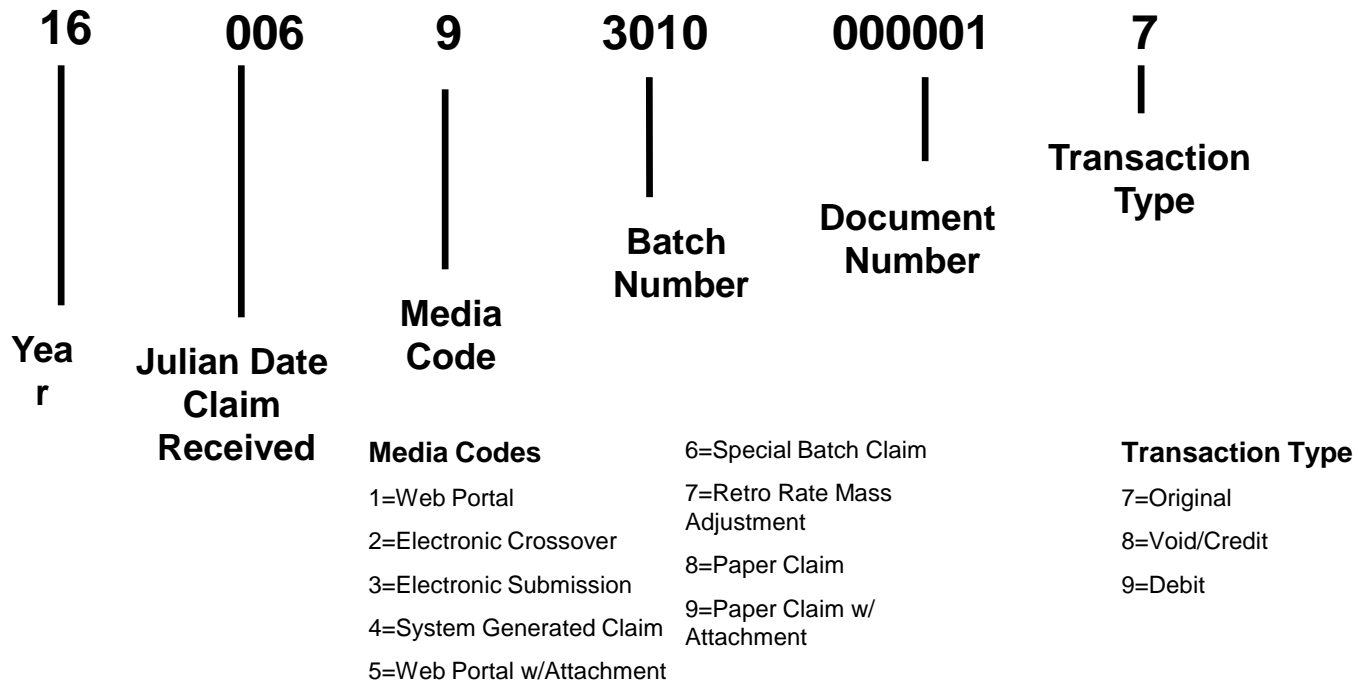 16 006 9 3010 000001 7
Transaction
Type
Document
Number
Batch
Number
Media
Code
Yea
r
Julian Date
Claim
Received
Media Codes
1=Web Portal
2=Electronic Crossover
3=Electronic Submission
4=System Generated Claim
5=Web Portal w/Attachment
6=Special Batch Claim
7=Retro Rate Mass
Adjustment
8=Paper Claim
9=Paper Claim w/
Attachment
Transaction Type
7=Original
8=Void/Credit
9=Debit